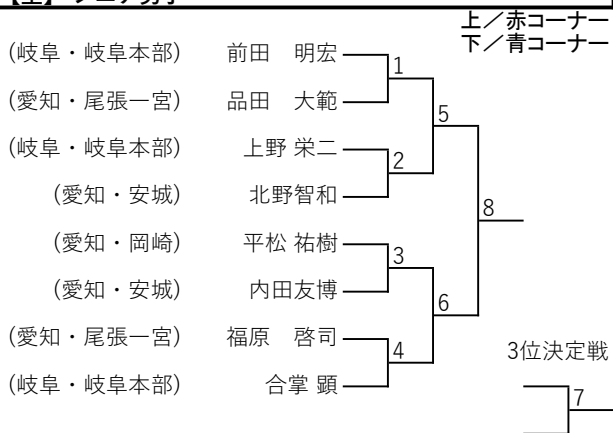 上／赤コーナー
下／青コーナー
(岐阜・岐阜本部) 前田　明宏
1
(愛知・尾張一宮) 品田　大範
5
(岐阜・岐阜本部) 上野 栄二
2
(愛知・安城) 北野智和
8
(愛知・岡崎) 平松 祐樹
3
(愛知・安城) 内田友博
6
(愛知・尾張一宮) 福原　啓司
4
3位決定戦
(岐阜・岐阜本部) 合掌 顕
7